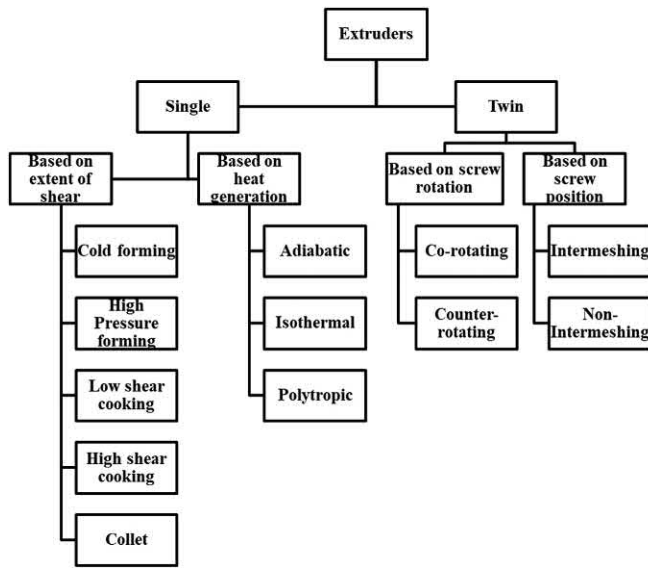 Extruders
Single
Twin
Based on
extent of
shear
Based on
heat
generation
Based on screw
rotation
Based on
screw
position
Cold forming
High
Pressure
forming
Low shear
cooking
High shear
cooking
Collet
Adiabatic
Isothermal
Polytropic
Co-rotating
Counter-
rotating
Intermeshing
Non-
Intermeshing